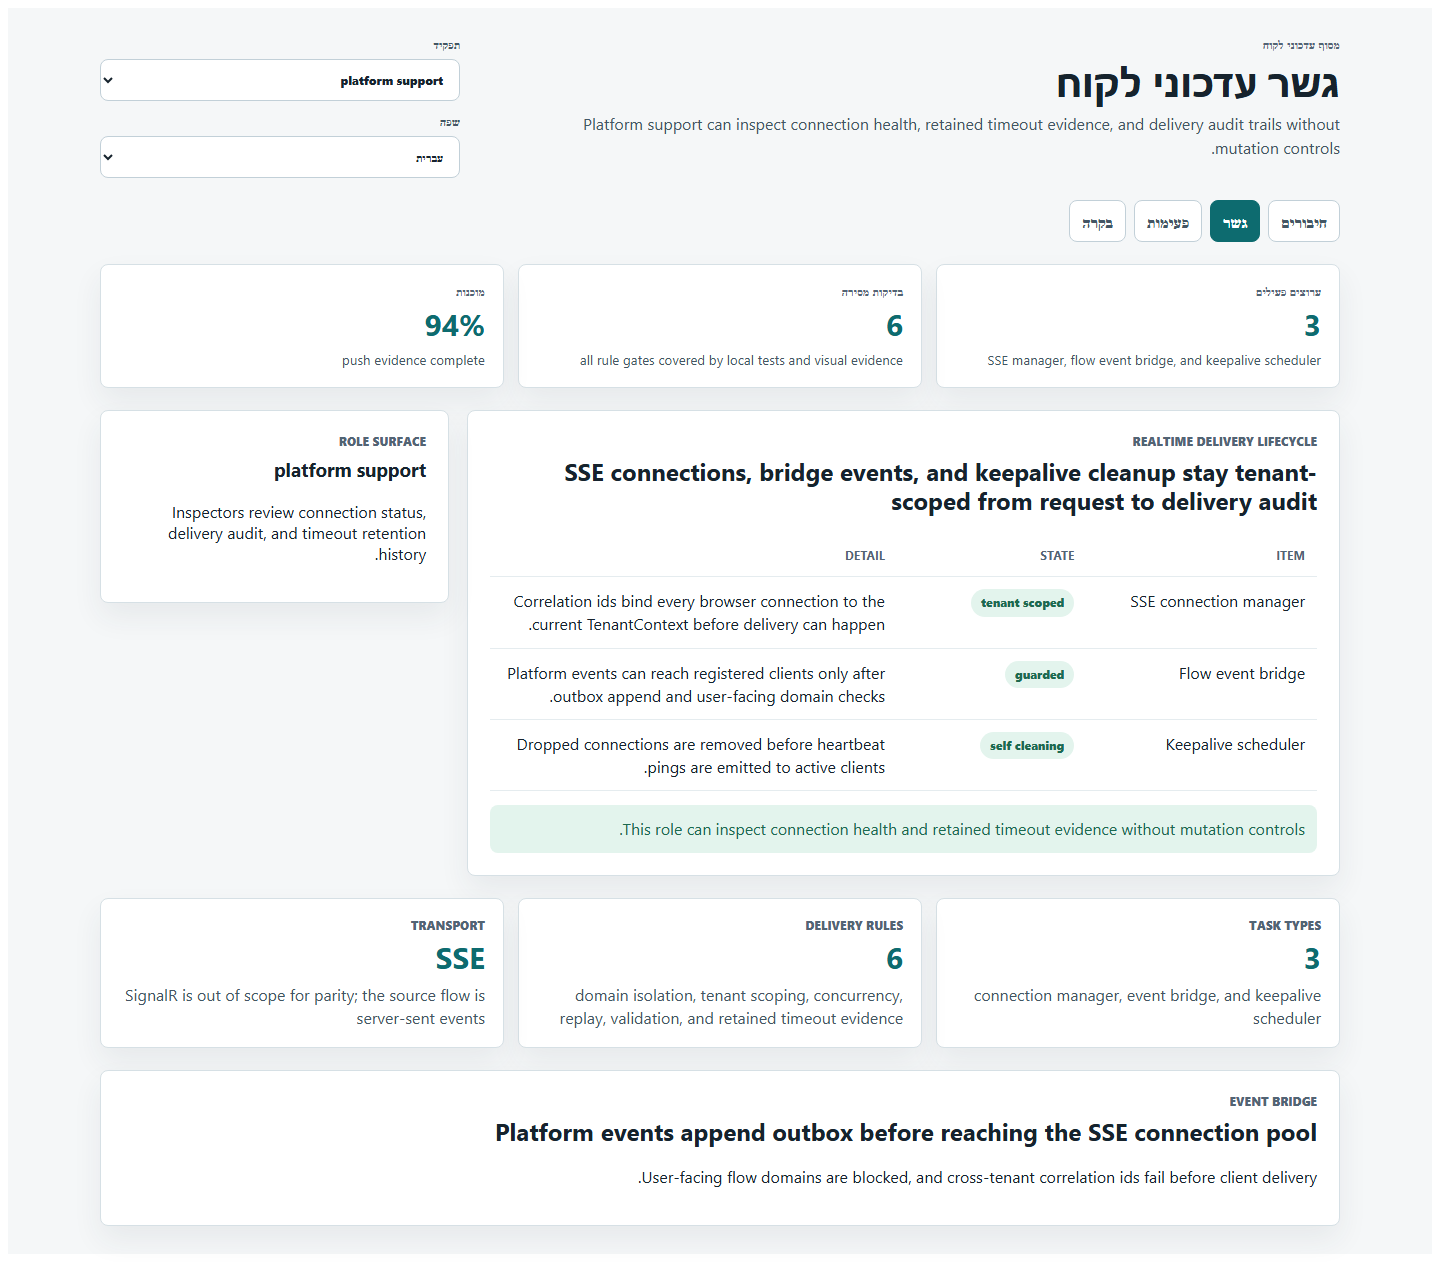 מסוף עדכוני לקוח
גשר עדכוני לקוח
Platform support can inspect connection health, retained timeout evidence, and delivery audit trails without
mutation controls.
תפקיד
platform support
שפה
עברית
חיבורים
גשר
פעימות
בקרה
ערוצים פעילים
3
SSE manager, flow event bridge, and keepalive scheduler
בדיקות מסירה
6
all rule gates covered by local tests and visual evidence
מוכנות
94%
push evidence complete
REALTIME DELIVERY LIFECYCLE
SSE connections, bridge events, and keepalive cleanup stay tenant-
scoped from request to delivery audit
ITEM STATE DETAIL
SSE connection manager
tenant scoped
Correlation ids bind every browser connection to the
current TenantContext before delivery can happen.
Flow event bridge
guarded
Platform events can reach registered clients only after
outbox append and user-facing domain checks.
Keepalive scheduler
self cleaning
Dropped connections are removed before heartbeat
pings are emitted to active clients.
This role can inspect connection health and retained timeout evidence without mutation controls.
ROLE SURFACE
platform support
Inspectors review connection status,
delivery audit, and timeout retention
history.
TASK TYPES
3
connection manager, event bridge, and keepalive
scheduler
DELIVERY RULES
6
domain isolation, tenant scoping, concurrency,
replay, validation, and retained timeout evidence
TRANSPORT
SSE
SignalR is out of scope for parity; the source flow is
server-sent events
EVENT BRIDGE
Platform events append outbox before reaching the SSE connection pool
User-facing flow domains are blocked, and cross-tenant correlation ids fail before client delivery.